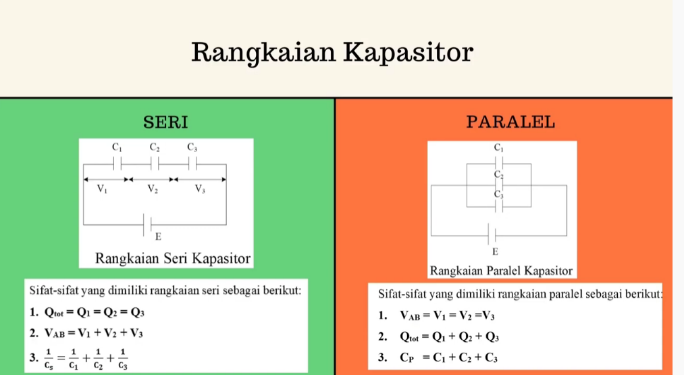 Rangkaian Kapasitor
SERI
C₁ C₂ C₃
V₁ V₂ V₃
E
Rangkaian Seri Kapasitor
Sifat-sifat yang dimiliki rangkaian seri sebagai berikut:
1. Qtot = Q₁ = Q₂ = Q₃
2. VAB = V₁ + V₂ + V₃
3. 1/Cs = 1/C₁ + 1/C₂ + 1/C₃
PARALEL
C₁
C₂
C₃
E
Rangkaian Paralel Kapasitor
Sifat-sifat yang dimiliki rangkaian paralel sebagai berikut:
1. VAB = V₁ = V₂ =V₃
2. Qtot = Q₁ + Q₂ + Q₃
3. CP = C₁ + C₂ + C₃